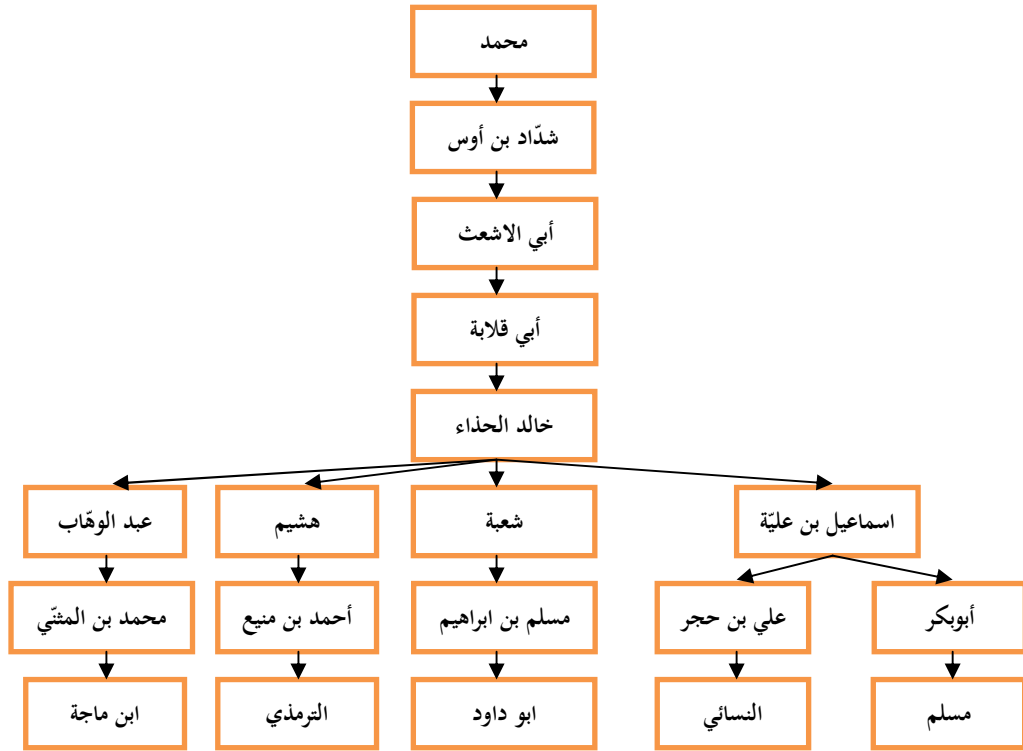 محمد
شدّاد بن أوس
أبي الاشعث
أبي قلابة
خالد الحذاء
اسماعيل بن عليّة
شعبة
هشيم
عبد الوهّاب
أبوبكر
علي بن حجر
مسلم بن ابراهيم
أحمد بن منيع
محمد بن المثنّي
مسلم
النسائي
ابو داود
الترمذي
ابن ماجة